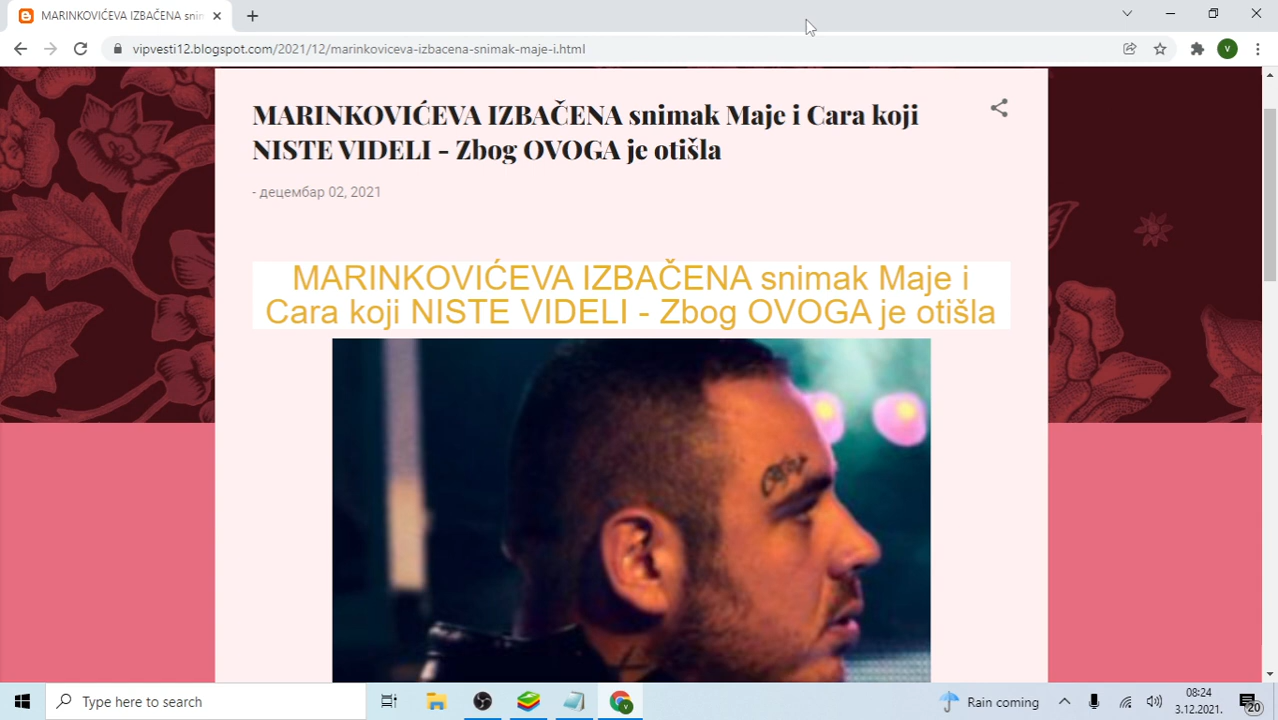 MARINKOVIĆEVA IZBAČENA snim
vipvesti12.blogspot.com/2021/12/marinkoviceva-izbacena-snimak-maje-i.html
V
MARINKOVIĆEVA IZBAČENA snimak Maje i Cara koji
NISTE VIDELI - Zbog OVOGA je otišla
- децембар 02, 2021
MARINKOVIĆEVA IZBAČENA snimak Maje i
Cara koji NISTE VIDELI - Zbog OVOGA je otišla
Type here to search
V
Rain coming
08:24
3.12.2021.
20